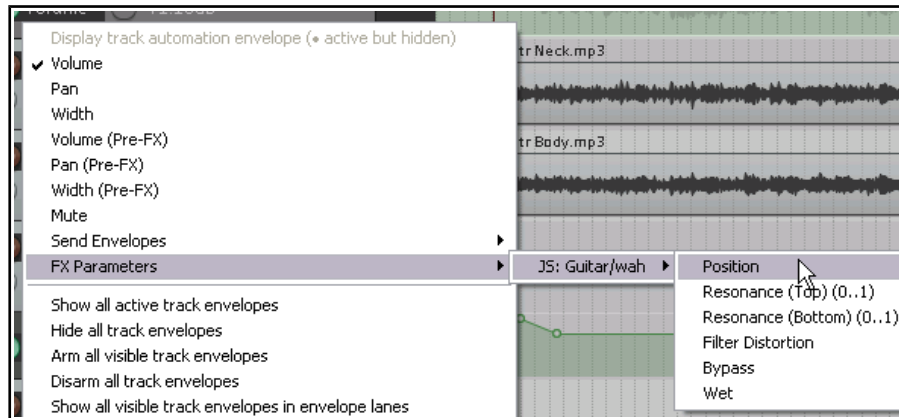 Display track automation envelope (• active but hidden)
Volume
Pan
Width
Volume (Pre-FX)
Pan (Pre-FX)
Width (Pre-FX)
Mute
Send Envelopes
FX Parameters
Show all active track envelopes
Hide all track envelopes
Arm all visible track envelopes
Disarm all track envelopes
Show all visible track envelopes in envelope lanes
JS: Guitar/wah
Position
Resonance (Top) (0..1)
Resonance (Bottom) (0..1)
Filter Distortion
Bypass
Wet
tr Neck.mp3
tr Body.mp3